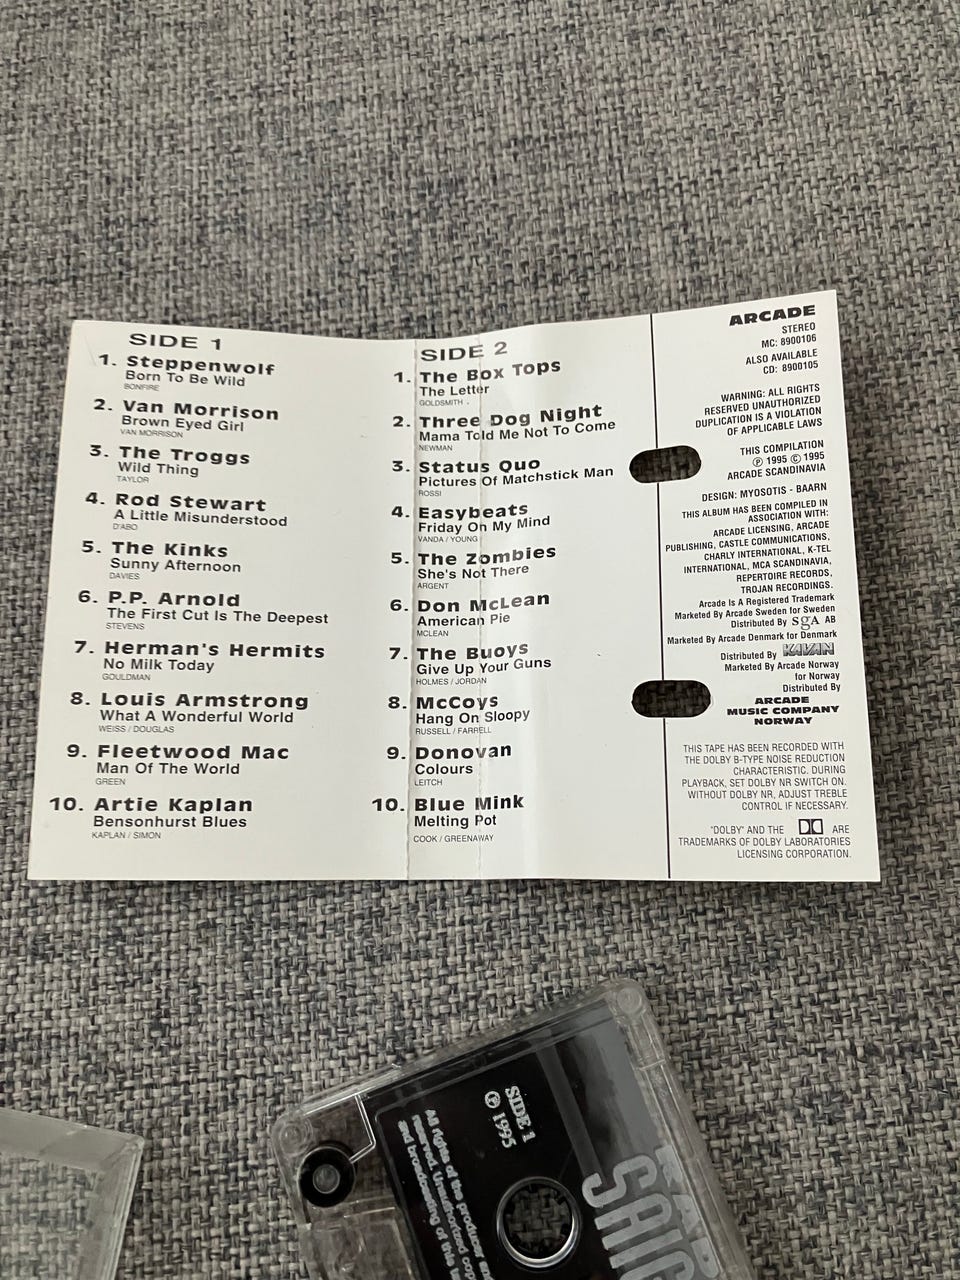 SIDE 1
1. Steppenwolf
Born To Be Wild
BONFIRE
2. Van Morrison
Brown Eyed Girl
VAN MORRISON
3. The Troggs
Wild Thing
TAYLOR
4. Rod Stewart
A Little Misunderstood
D'ABO
5. The Kinks
Sunny Afternoon
DAVIES
6. P.P. Arnold
The First Cut Is The Deepest
STEVENS
7. Herman's Hermits
No Milk Today
GOULDMAN
8. Louis Armstrong
What A Wonderful World
WEISS / DOUGLAS
9. Fleetwood Mac
Man Of The World
GREEN
10. Artie Kaplan
Bensonhurst Blues
KAPLAN / SIMON
SIDE 2
1. The Box Tops
The Letter
GOLDSMITH .
2. Three Dog Night
Mama Told Me Not To Come
NEWMAN
3. Status Quo
Pictures Of Matchstick Man
ROSSI
4. Easybeats
Friday On My Mind
VANDA / YOUNG
5. The Zombies
She's Not There
ARGENT
6. Don McLean
American Pie
MCLEAN
7. The Buoys
Give Up Your Guns
HOLMES / JORDAN
8. McCoys
Hang On Sloopy
RUSSELL / FARRELL
9. Donovan
Colours
LEITCH
10. Blue Mink
Melting Pot
COOK / GREENAWAY
ARCADE
STEREO
MC: 8900106
ALSO AVAILABLE
CD: 8900105
WARNING: ALL RIGHTS
RESERVED UNAUTHORIZED
DUPLICATION IS A VIOLATION
OF APPLICABLE LAWS
THIS COMPILATION
℗ 1995 © 1995
ARCADE SCANDINAVIA
DESIGN: MYOSOTIS - BAARN
THIS ALBUM HAS BEEN COMPILED IN
ASSOCIATION WITH:
ARCADE LICENSING, ARCADE
PUBLISHING, CASTLE COMMUNICATIONS,
CHARLY INTERNATIONAL, K-TEL
INTERNATIONAL, MCA SCANDINAVIA,
REPERTOIRE RECORDS,
TROJAN RECORDINGS.
Arcade Is A Registered Trademark
Marketed By Arcade Sweden for Sweden
Distributed By SgA AB
Marketed By Arcade Denmark for Denmark
Distributed By KAVAN
Marketed By Arcade Norway
for Norway
Distributed By
ARCADE
MUSIC COMPANY
NORWAY
THIS TAPE HAS BEEN RECORDED WITH
THE DOLBY B-TYPE NOISE REDUCTION
CHARACTERISTIC. DURING
PLAYBACK, SET DOLBY NR SWITCH ON.
WITHOUT DOLBY NR, ADJUST TREBLE
CONTROL IF NECESSARY.
"DOLBY" AND THE ARE
TRADEMARKS OF DOLBY LABORATORIES
LICENSING CORPORATION.
SIDE 1
℗ 1995
All rights of the producer
reserved. Unauthorized
and broadcasting of this